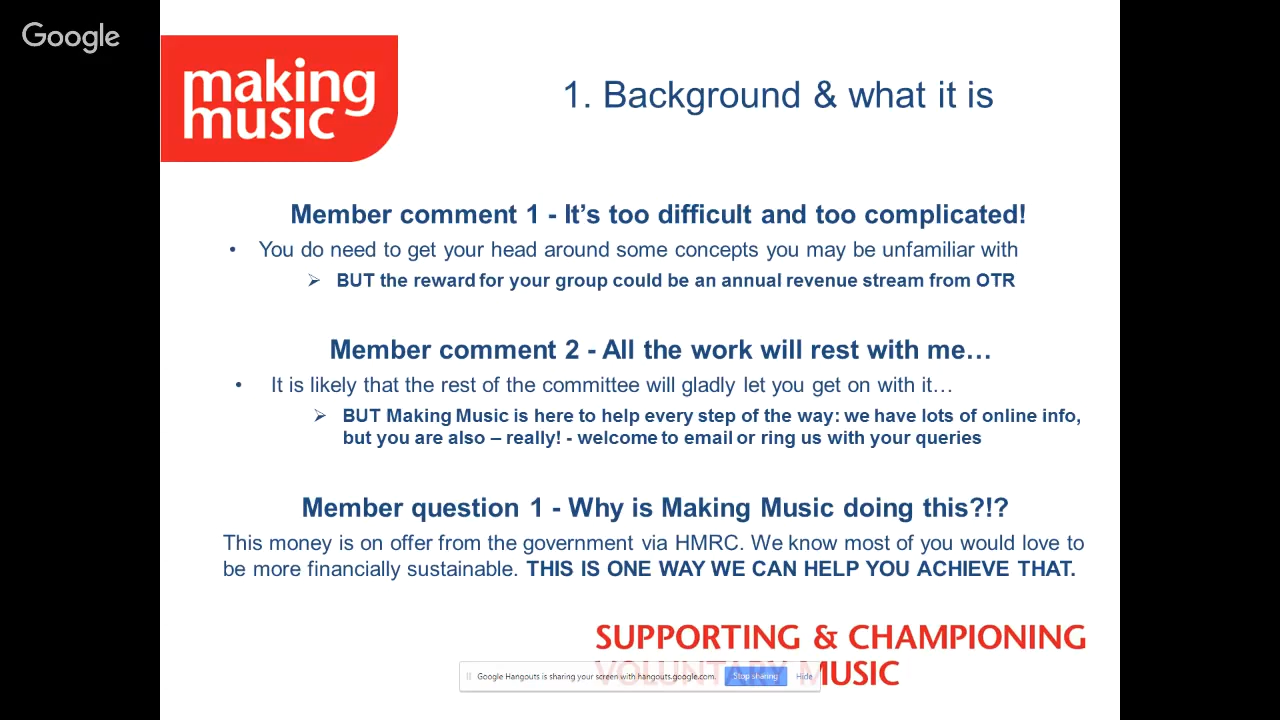 Google
making
music
1. Background & what it is
Member comment 1 - It's too difficult and too complicated!
• You do need to get your head around some concepts you may be unfamiliar with
➢ BUT the reward for your group could be an annual revenue stream from OTR
Member comment 2 - All the work will rest with me…
• It is likely that the rest of the committee will gladly let you get on with it…
➢ BUT Making Music is here to help every step of the way: we have lots of online info,
but you are also – really! - welcome to email or ring us with your queries
Member question 1 - Why is Making Music doing this?!?
This money is on offer from the government via HMRC. We know most of you would love to
be more financially sustainable. THIS IS ONE WAY WE CAN HELP YOU ACHIEVE THAT.
SUPPORTING & CHAMPIONING
VOLUNTARY MUSIC
Google Hangouts is sharing your screen with hangouts.google.com. Stop sharing Hide